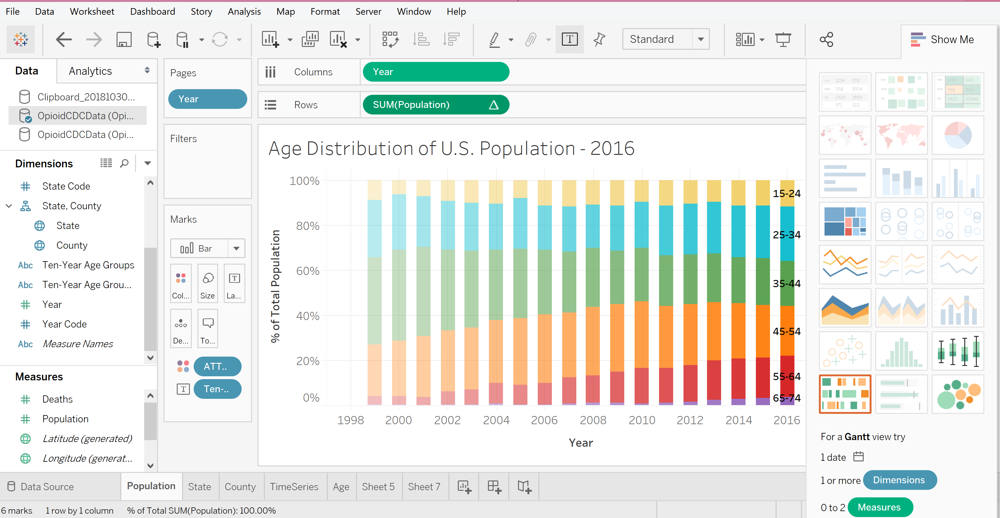 File Data Worksheet Dashboard Story Analysis Map Format Server Window Help
Standard
Show Me
Data Analytics
Clipboard_20181030...
OpioidCDCData (Opi...
OpioidCDCData (Opi...
Dimensions
State Code
State, County
State
County
Abc Ten-Year Age Groups
Abc Ten-Year Age Grou...
Year
Year Code
Abc Measure Names
Measures
Deaths
Population
Latitude (generated)
Longitude (generat...
Pages
Year
Filters
Marks
Bar
Col... Size La...
De... To...
ATT..
Ten-..
Columns Year
Rows SUM(Population)
Age Distribution of U.S. Population - 2016
% of Total Population
100%
80%
60%
40%
20%
0%
15-24
25-34
35-44
45-54
55-64
65-74
1998 2000 2002 2004 2006 2008 2010 2012 2014 2016
Year
1234 678
368 3034
2620 2559
971 322
1234 546
368 340
2620 53890
For a Gantt view try
1 date
1 or more Dimensions
0 to 2 Measures
Data Source Population State County TimeSeries Age Sheet 5 Sheet 7
6 marks 1 row by 1 column % of Total SUM(Population): 100.00%